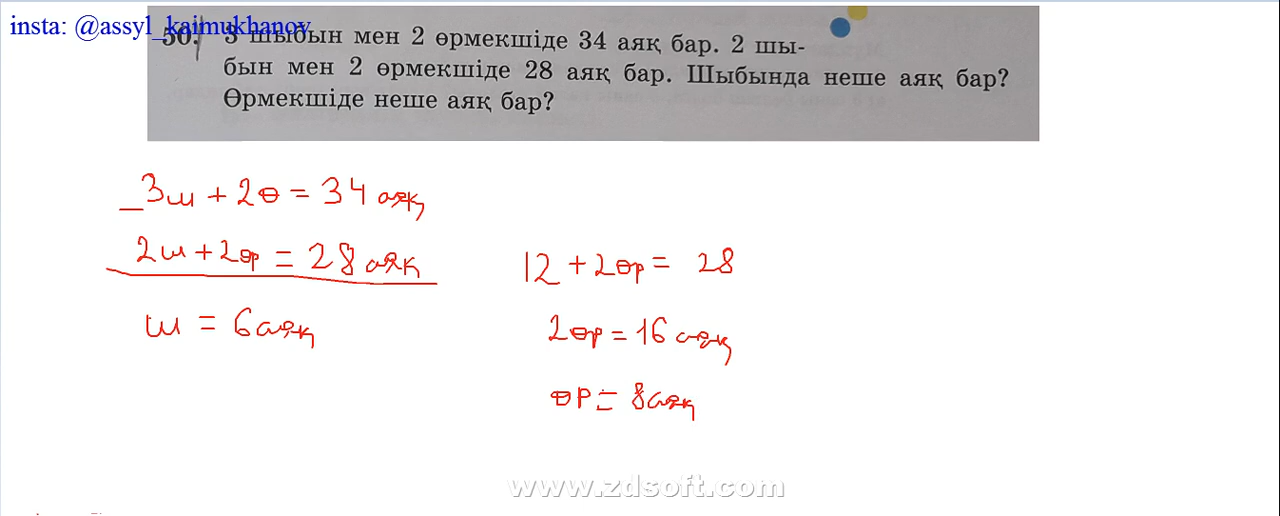 insta: @assyl_kaimukhanov
50. 3 шыбын мен 2 өрмекшіде 34 аяқ бар. 2 шы-
бын мен 2 өрмекшіде 28 аяқ бар. Шыбында неше аяқ бар?
Өрмекшіде неше аяқ бар?
_3ш + 2ө = 34 аяқ
2ш + 2өр = 28 аяқ
ш = 6 аяқ
12 + 2өр = 28
2өр = 16 аяқ
өр = 8 аяқ
www.zdsoft.com